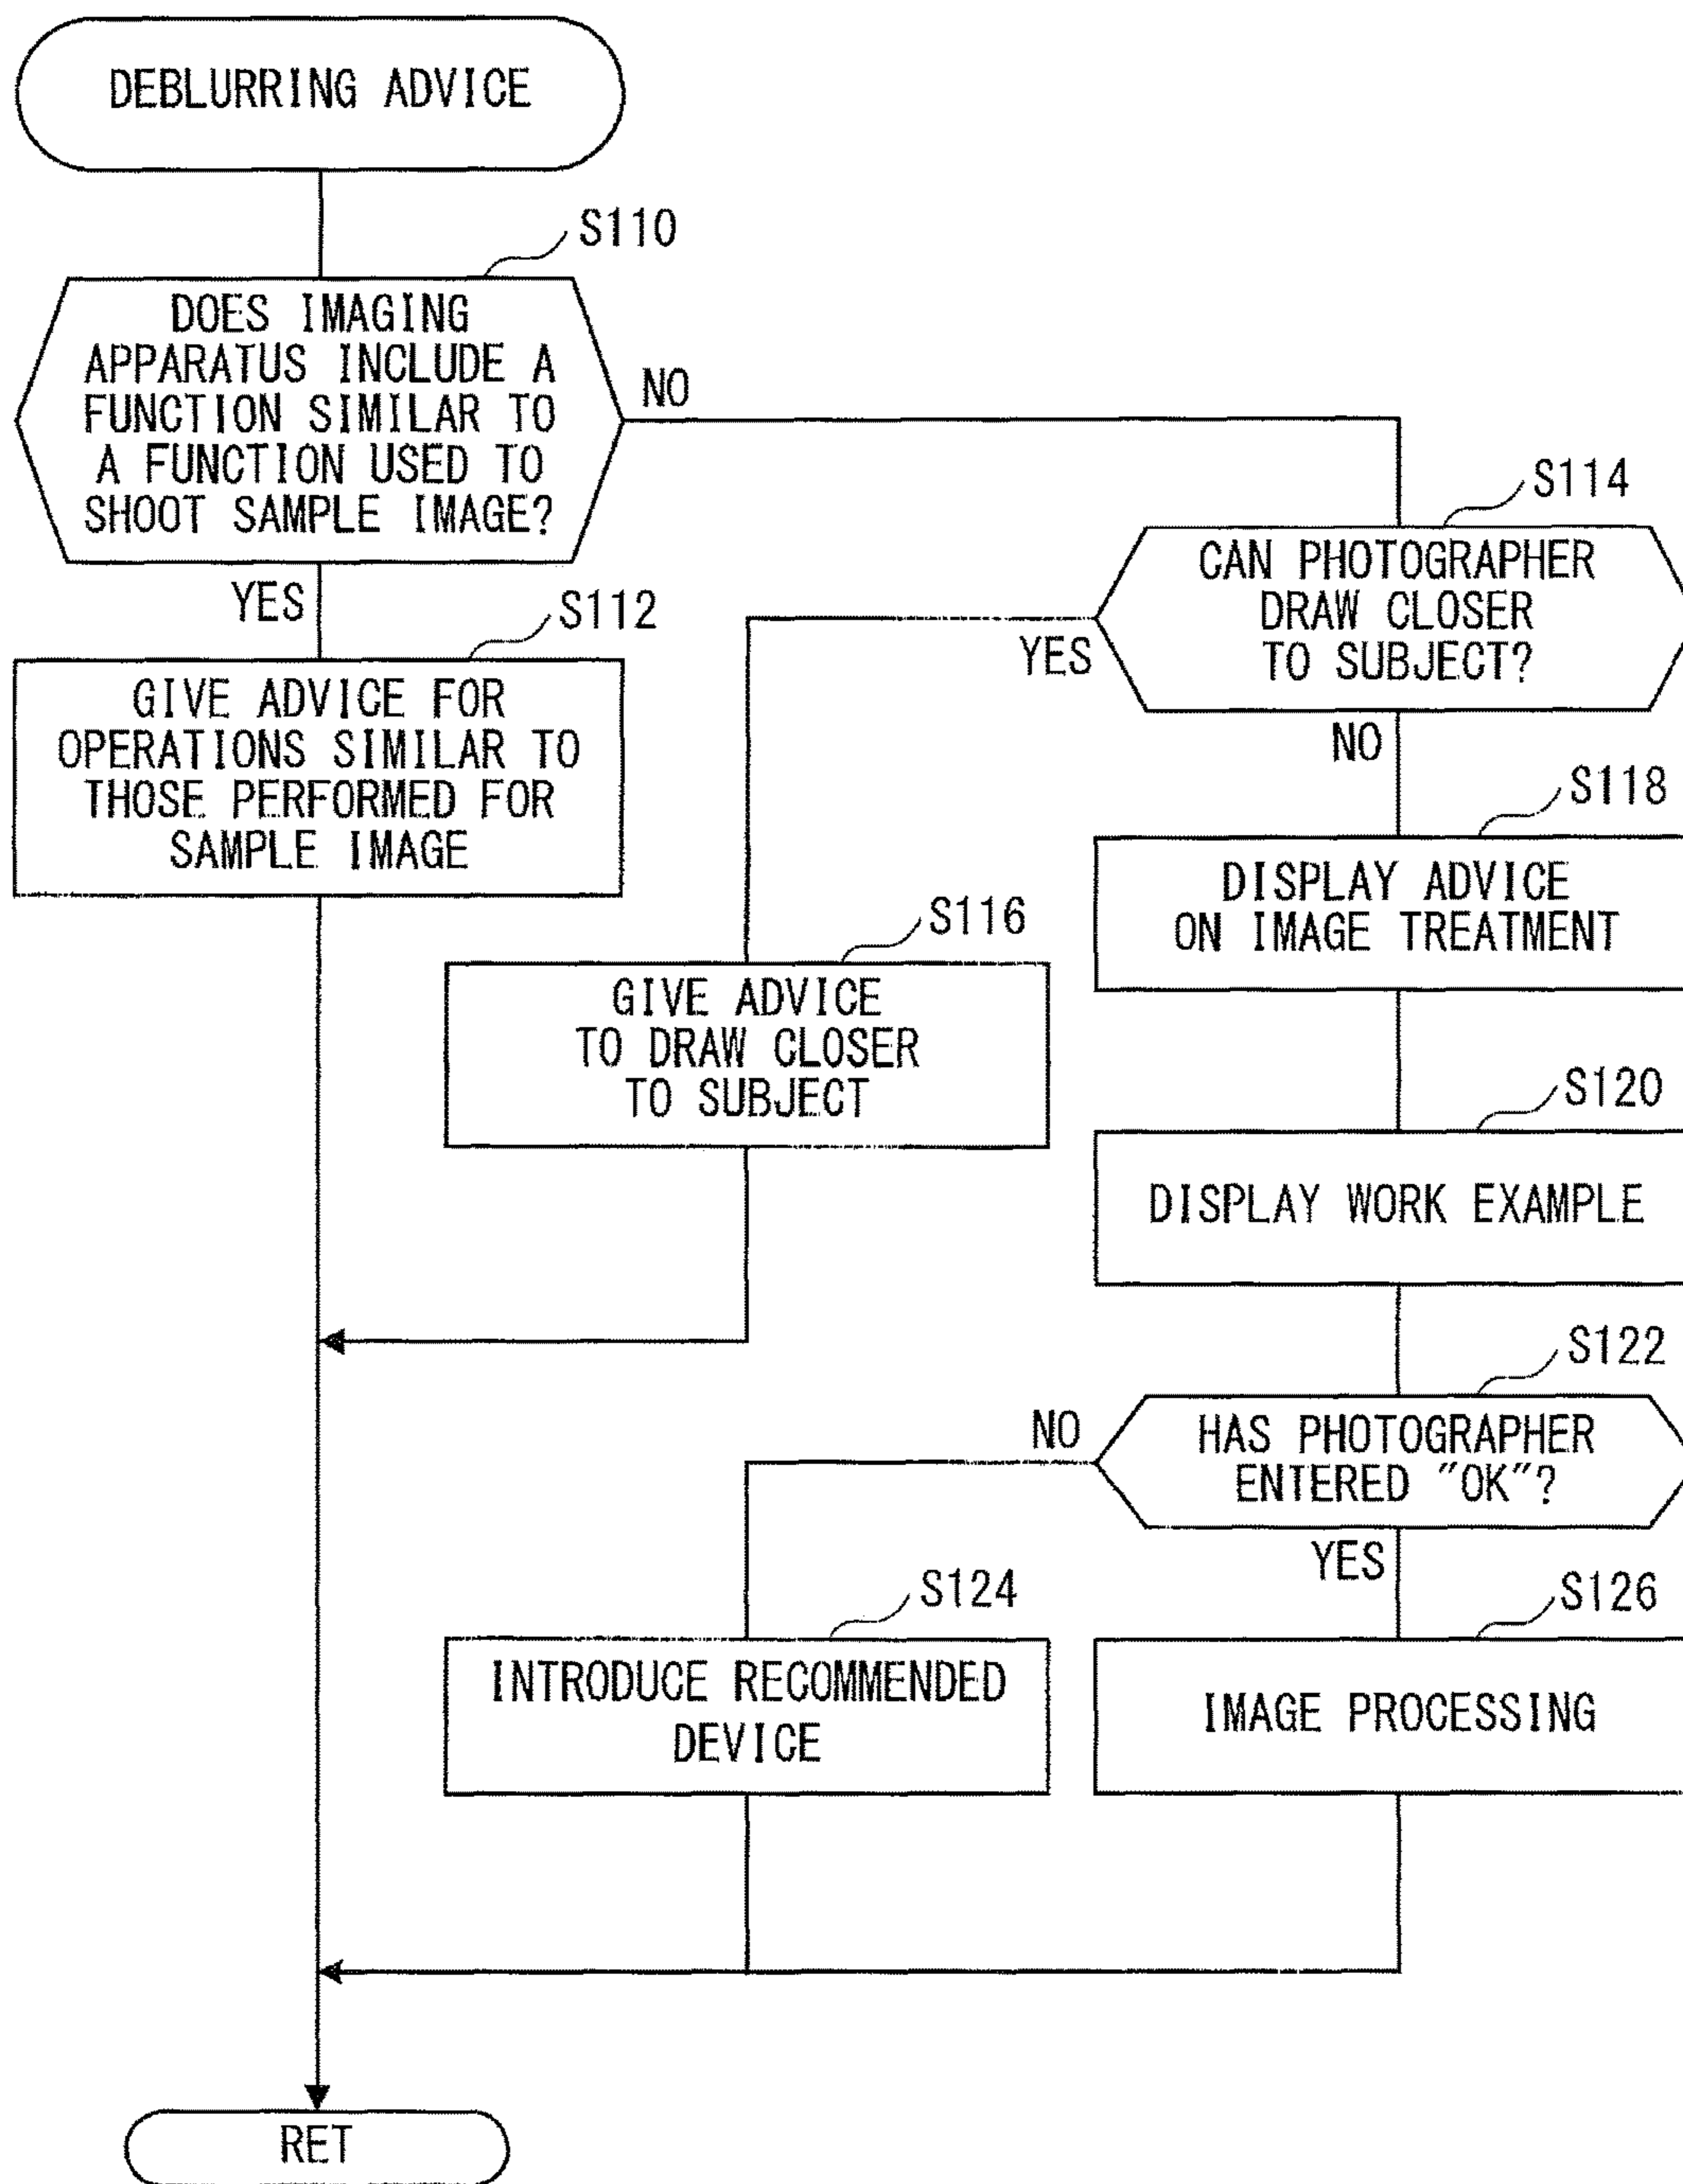 DEBLURRING ADVICE
S110
DOES IMAGING
APPARATUS INCLUDE A
FUNCTION SIMILAR TO
A FUNCTION USED TO
SHOOT SAMPLE IMAGE?
NO
YES
S112
GIVE ADVICE FOR
OPERATIONS SIMILAR TO
THOSE PERFORMED FOR
SAMPLE IMAGE
S114
CAN PHOTOGRAPHER
DRAW CLOSER
TO SUBJECT?
YES
NO
S116
GIVE ADVICE
TO DRAW CLOSER
TO SUBJECT
S118
DISPLAY ADVICE
ON IMAGE TREATMENT
S120
DISPLAY WORK EXAMPLE
S122
HAS PHOTOGRAPHER
ENTERED "OK"?
NO
YES
S124
INTRODUCE RECOMMENDED
DEVICE
S126
IMAGE PROCESSING
RET